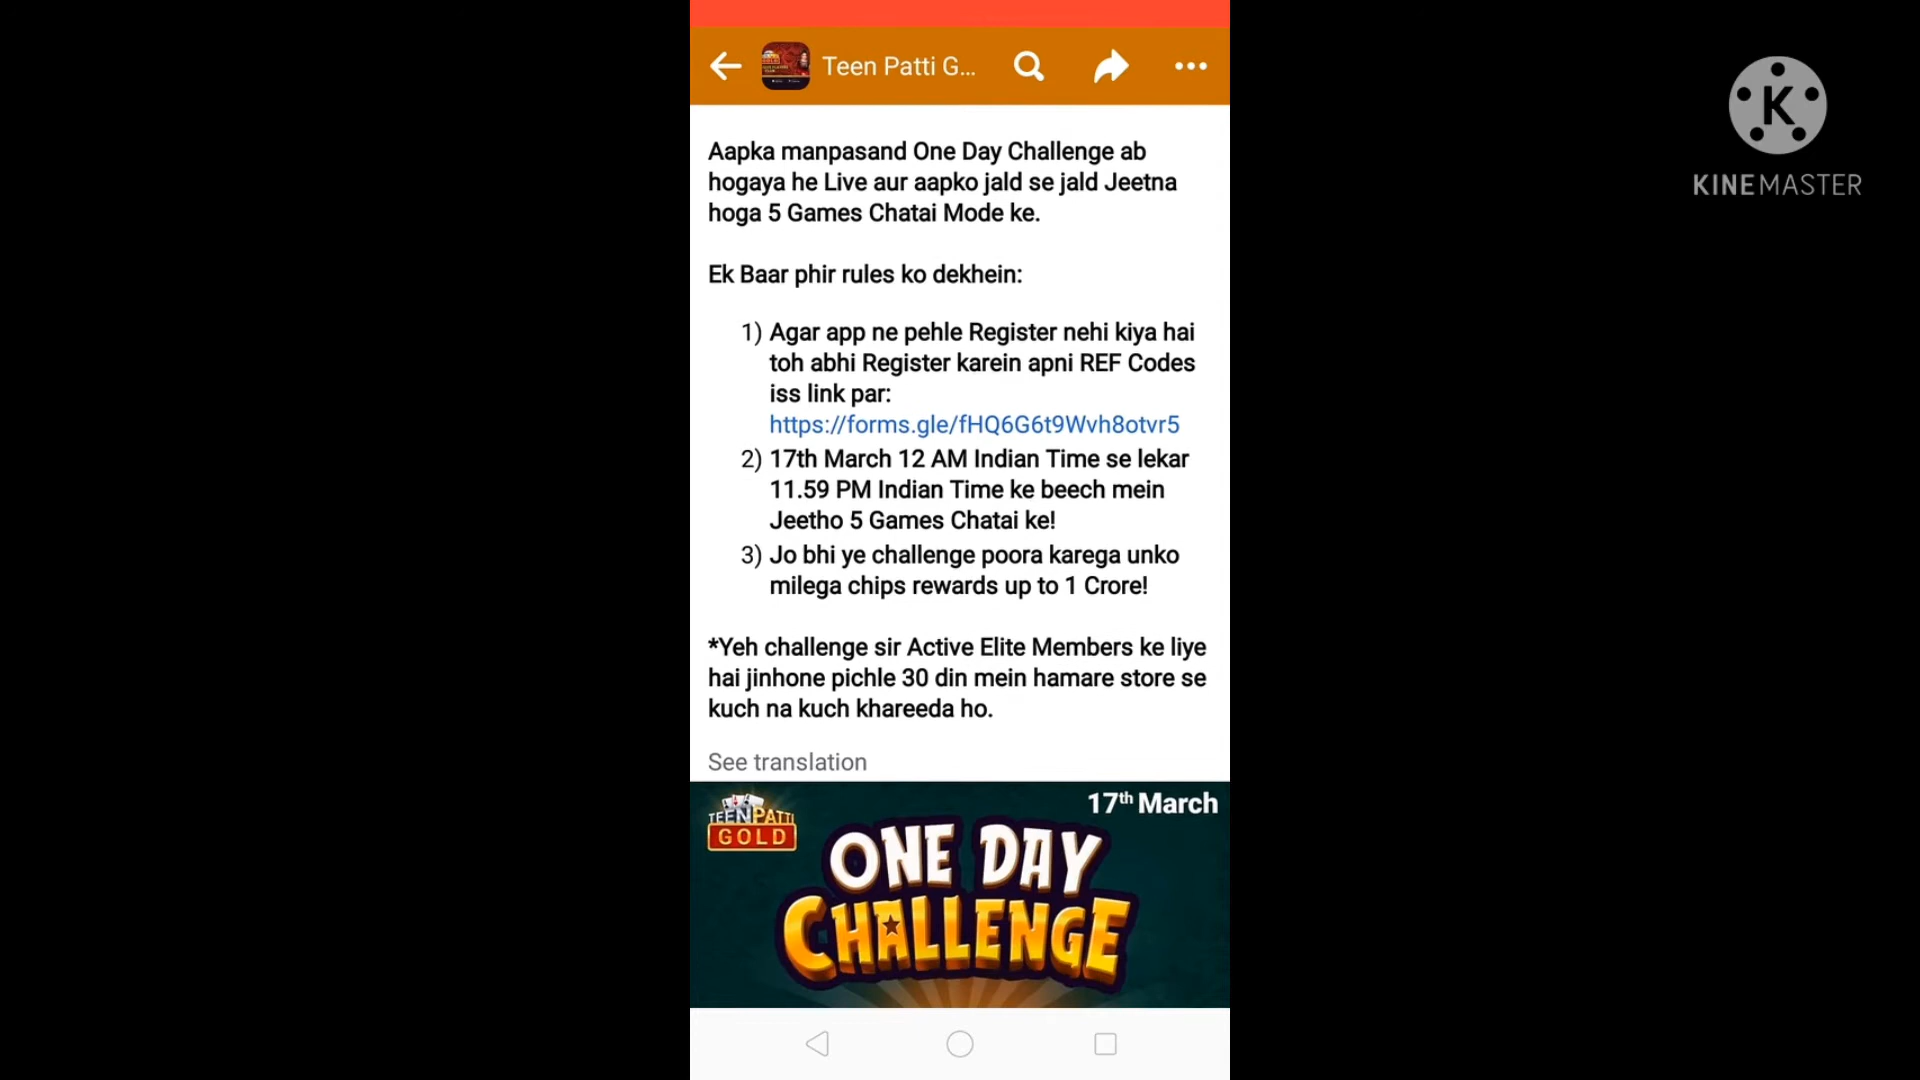 Teen Patti G...
K
KINEMASTER
Aapka manpasand One Day Challenge ab
hogaya he Live aur aapko jald se jald Jeetna
hoga 5 Games Chatai Mode ke.
Ek Baar phir rules ko dekhein:
1) Agar app ne pehle Register nehi kiya hai
toh abhi Register karein apni REF Codes
iss link par:
https://forms.gle/fHQ6G6t9Wvh8otvr5
2) 17th March 12 AM Indian Time se lekar
11.59 PM Indian Time ke beech mein
Jeetho 5 Games Chatai ke!
3) Jo bhi ye challenge poora karega unko
milega chips rewards up to 1 Crore!
*Yeh challenge sir Active Elite Members ke liye
hai jinhone pichle 30 din mein hamare store se
kuch na kuch khareeda ho.
See translation
17th March
TEENPATTI
GOLD
ONE DAY
CHALLENGE